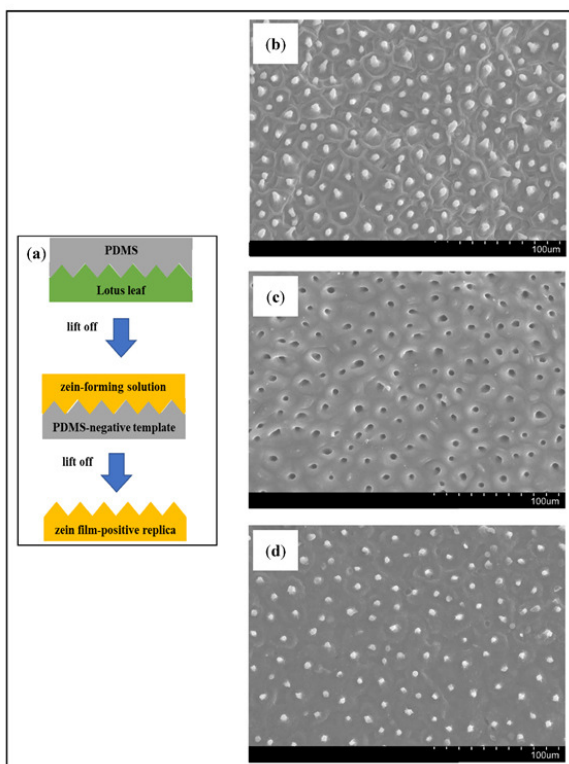 (a)
PDMS
Lotus leaf
lift off
zein-forming solution
PDMS-negative template
lift off
zein film-positive replica
(b)
100um
(c)
100um
(d)
100um